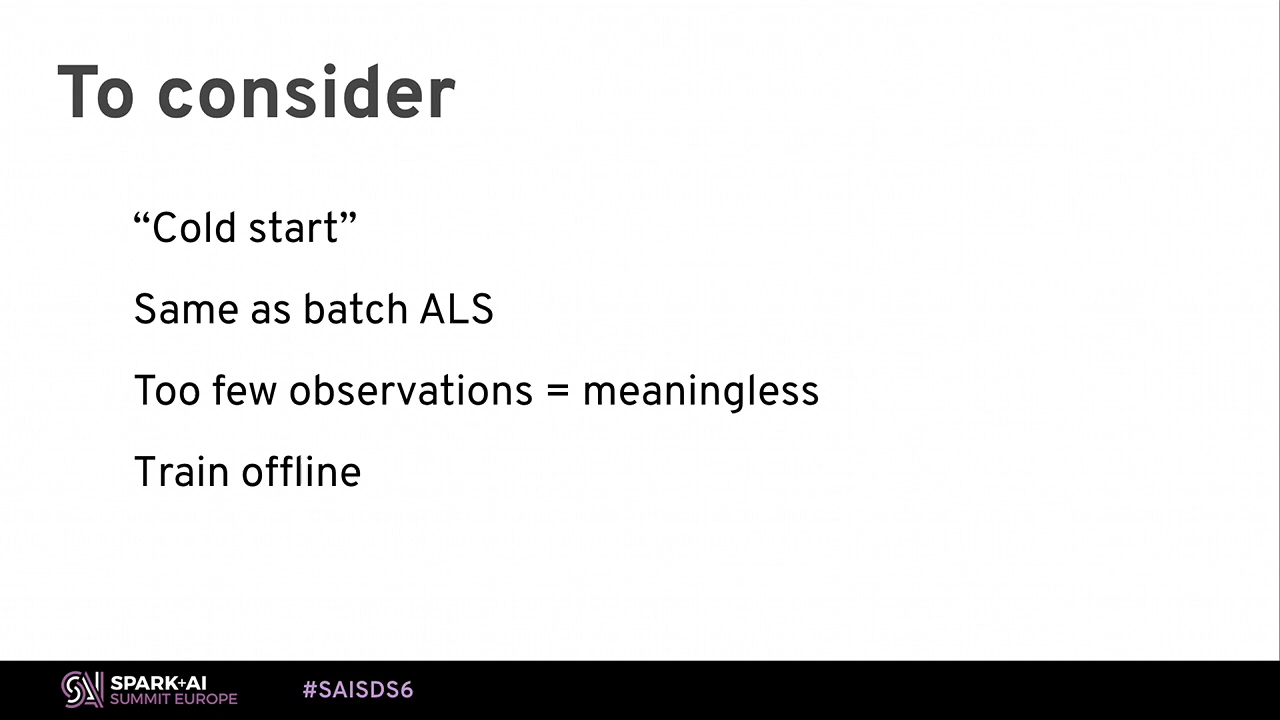 To consider
“Cold start”
Same as batch ALS
Too few observations = meaningless
Train offline
SPARK+AI
SUMMIT EUROPE
#SAISDS6